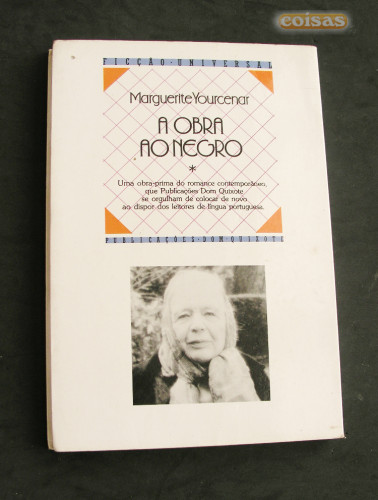 coisas
FICÇÃO·UNIVERSAL
Marguerite Yourcenar
A OBRA
AO NEGRO
*
Uma obra-prima do romance contemporâneo,
que Publicações Dom Quixote
se orgulham de colocar de novo
ao dispor dos leitores de língua portuguesa.
PUBLICAÇÕES·DOM QUIXOTE